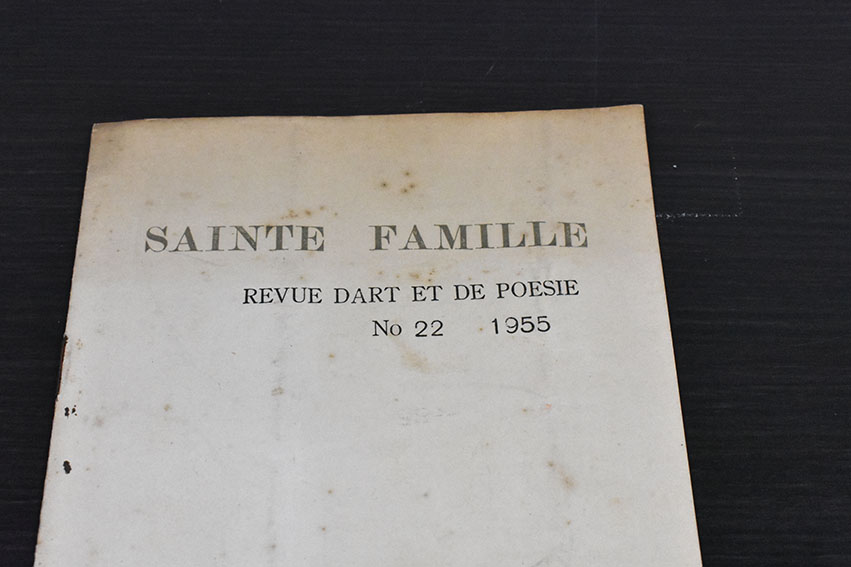 SAINTE FAMILLE
REVUE DART ET DE POESIE
No 22 1955